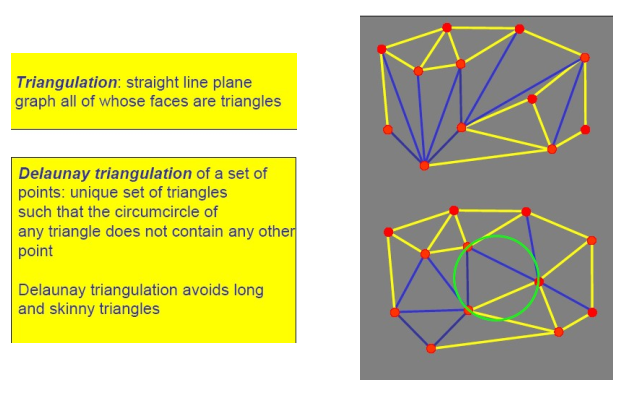 Triangulation: straight line plane
graph all of whose faces are triangles
Delaunay triangulation of a set of
points: unique set of triangles
such that the circumcircle of
any triangle does not contain any other
point
Delaunay triangulation avoids long
and skinny triangles